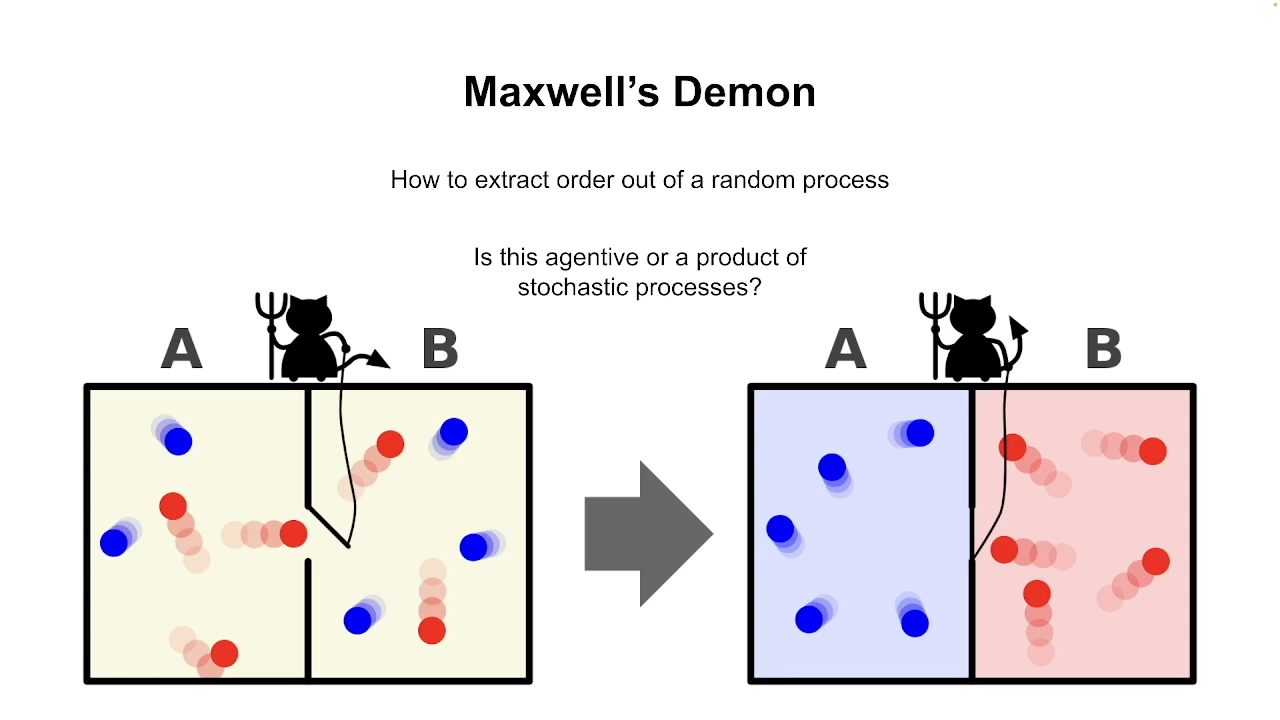 Maxwell’s Demon
How to extract order out of a random process
Is this agentive or a product of
stochastic processes?
A
B
A
B